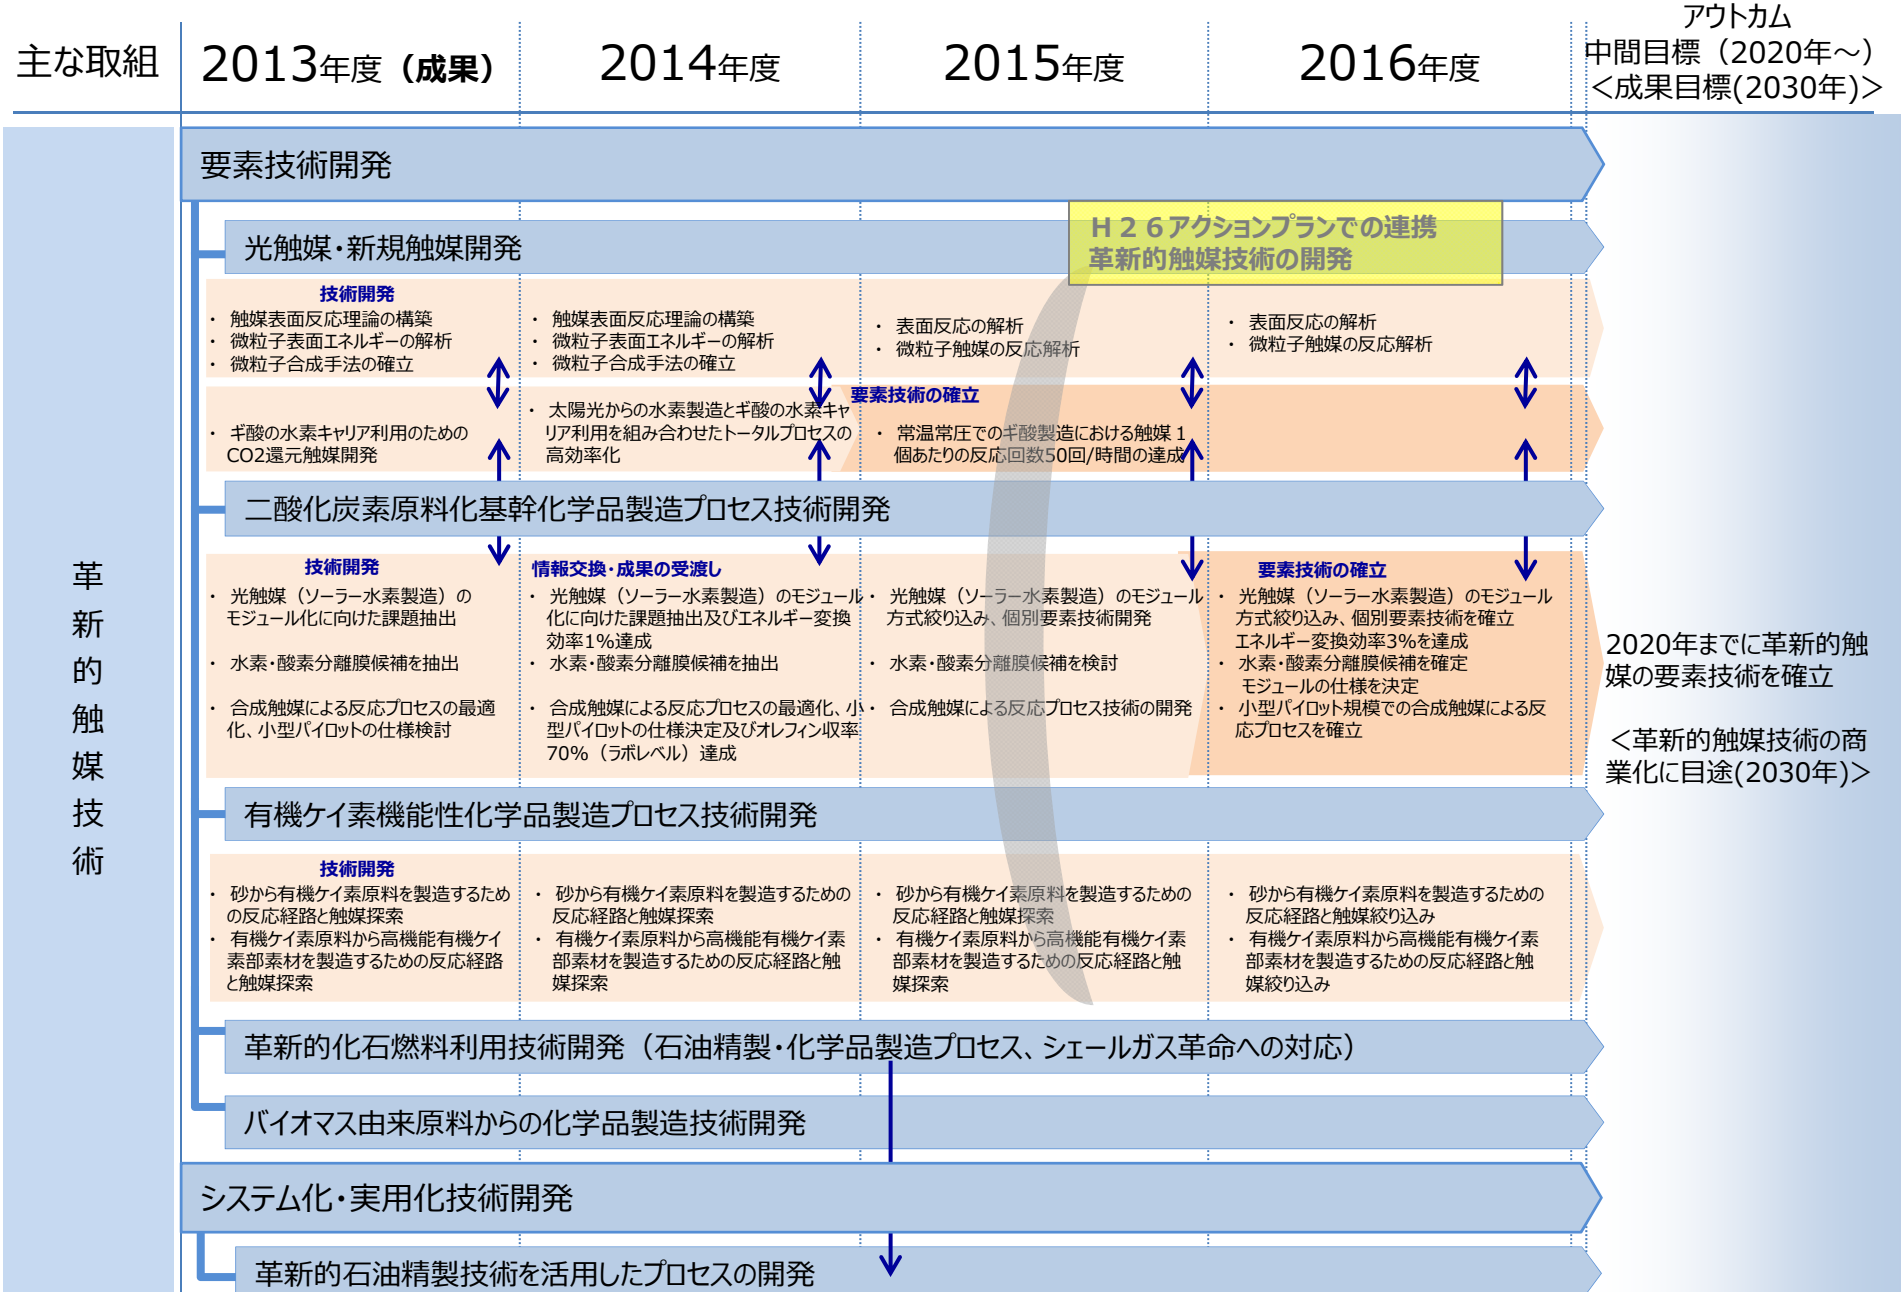 主な取組
2013年度（成果）
2014年度
2015年度
2016年度
アウトカム
中間目標（2020年～）
＜成果目標(2030年)＞
革新的触媒技術
要素技術開発
H２６アクションプランでの連携
革新的触媒技術の開発
光触媒・新規触媒開発
技術開発
・ 触媒表面反応理論の構築
・ 微粒子表面エネルギーの解析
・ 微粒子合成手法の確立
・ 触媒表面反応理論の構築
・ 微粒子表面エネルギーの解析
・ 微粒子合成手法の確立
・ 表面反応の解析
・ 微粒子触媒の反応解析
・ 表面反応の解析
・ 微粒子触媒の反応解析
・ ギ酸の水素キャリア利用のための
CO2還元触媒開発
・ 太陽光からの水素製造とギ酸の水素キャ
リア利用を組み合わせたトータルプロセスの
高効率化
要素技術の確立
・ 常温常圧でのギ酸製造における触媒１
個あたりの反応回数50回/時間の達成
二酸化炭素原料化基幹化学品製造プロセス技術開発
技術開発
・ 光触媒（ソーラー水素製造）の
モジュール化に向けた課題抽出
・ 水素・酸素分離膜候補を抽出
・ 合成触媒による反応プロセスの最適
化、小型パイロットの仕様検討
情報交換・成果の受渡し
・ 光触媒（ソーラー水素製造）のモジュール
化に向けた課題抽出及びエネルギー変換
効率1%達成
・ 水素・酸素分離膜候補を抽出
・ 合成触媒による反応プロセスの最適化、小
型パイロットの仕様決定及びオレフィン収率
70%（ラボレベル）達成
・ 光触媒（ソーラー水素製造）のモジュール
方式絞り込み、個別要素技術開発
・ 水素・酸素分離膜候補を検討
・ 合成触媒による反応プロセス技術の開発
要素技術の確立
・ 光触媒（ソーラー水素製造）のモジュール
方式絞り込み、個別要素技術を確立
エネルギー変換効率3%を達成
・ 水素・酸素分離膜候補を確定
モジュールの仕様を決定
・ 小型パイロット規模での合成触媒による反
応プロセスを確立
2020年までに革新的触
媒の要素技術を確立
＜革新的触媒技術の商
業化に目途(2030年)＞
有機ケイ素機能性化学品製造プロセス技術開発
技術開発
・ 砂から有機ケイ素原料を製造するため
の反応経路と触媒探索
・ 有機ケイ素原料から高機能有機ケイ
素部素材を製造するための反応経路
と触媒探索
・ 砂から有機ケイ素原料を製造するための
反応経路と触媒探索
・ 有機ケイ素原料から高機能有機ケイ素
部素材を製造するための反応経路と触
媒探索
・ 砂から有機ケイ素原料を製造するための
反応経路と触媒探索
・ 有機ケイ素原料から高機能有機ケイ素
部素材を製造するための反応経路と触
媒探索
・ 砂から有機ケイ素原料を製造するための
反応経路と触媒絞り込み
・ 有機ケイ素原料から高機能有機ケイ素
部素材を製造するための反応経路と触
媒絞り込み
革新的化石燃料利用技術開発（石油精製・化学品製造プロセス、シェールガス革命への対応）
バイオマス由来原料からの化学品製造技術開発
システム化・実用化技術開発
革新的石油精製技術を活用したプロセスの開発